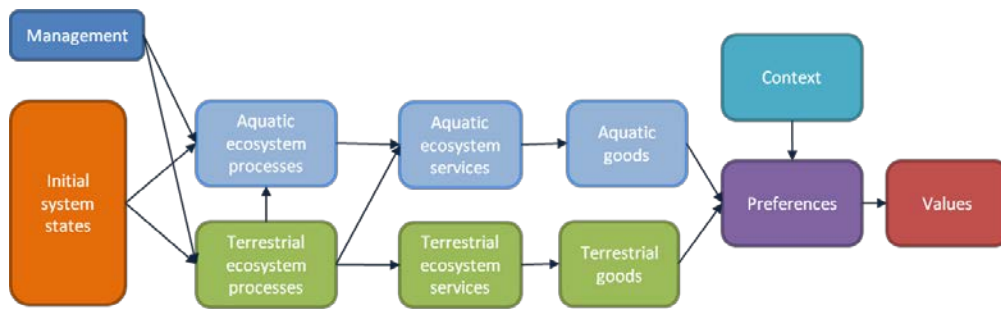 Management
Initial
system
states
Aquatic
ecosystem
processes
Terrestrial
ecosystem
processes
Aquatic
ecosystem
services
Terrestrial
ecosystem
services
Aquatic
goods
Terrestrial
goods
Context
Preferences
Values